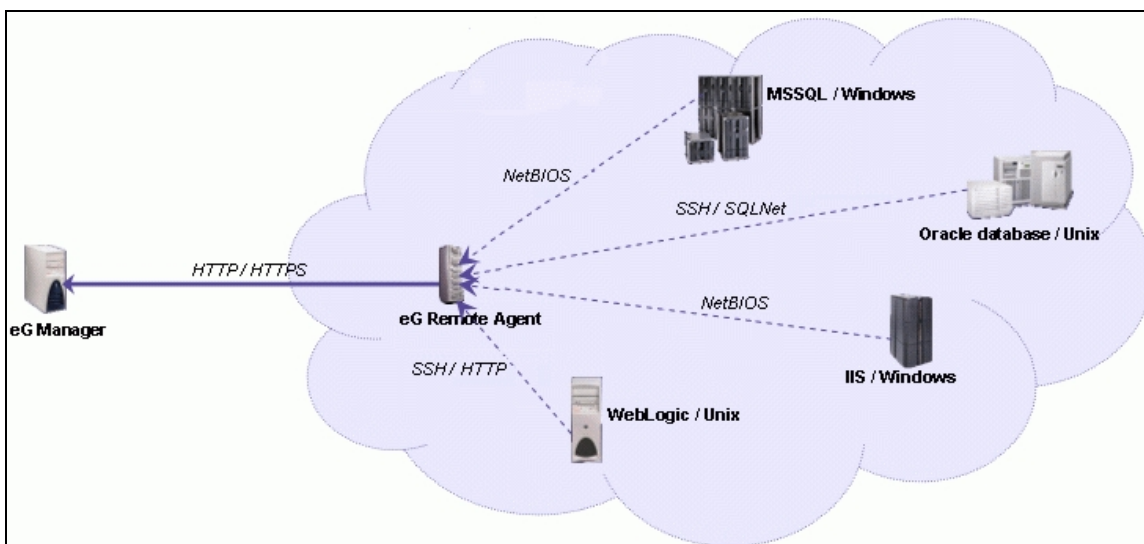 MSSQL / Windows
NetBIOS
SSH / SQLNet
Oracle database / Unix
HTTP / HTTPS
eG Manager
eG Remote Agent
NetBIOS
IIS / Windows
SSH / HTTP
WebLogic / Unix